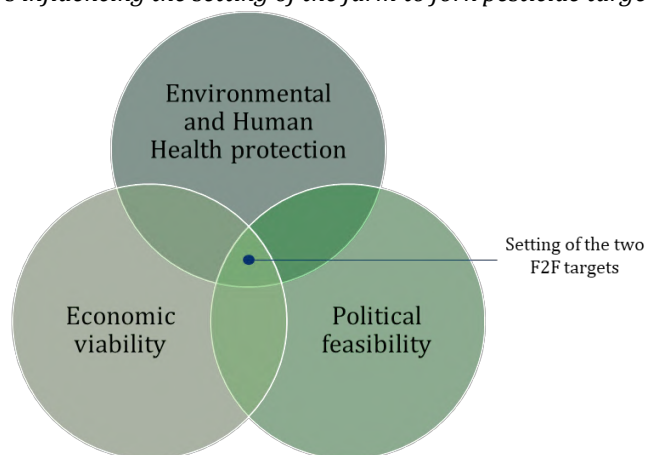 influencing the setting of the farm to fork pesticide
Environmental
and Human
Health protection
Setting of the two
F2F targets
Economic
viability
Political
feasibility